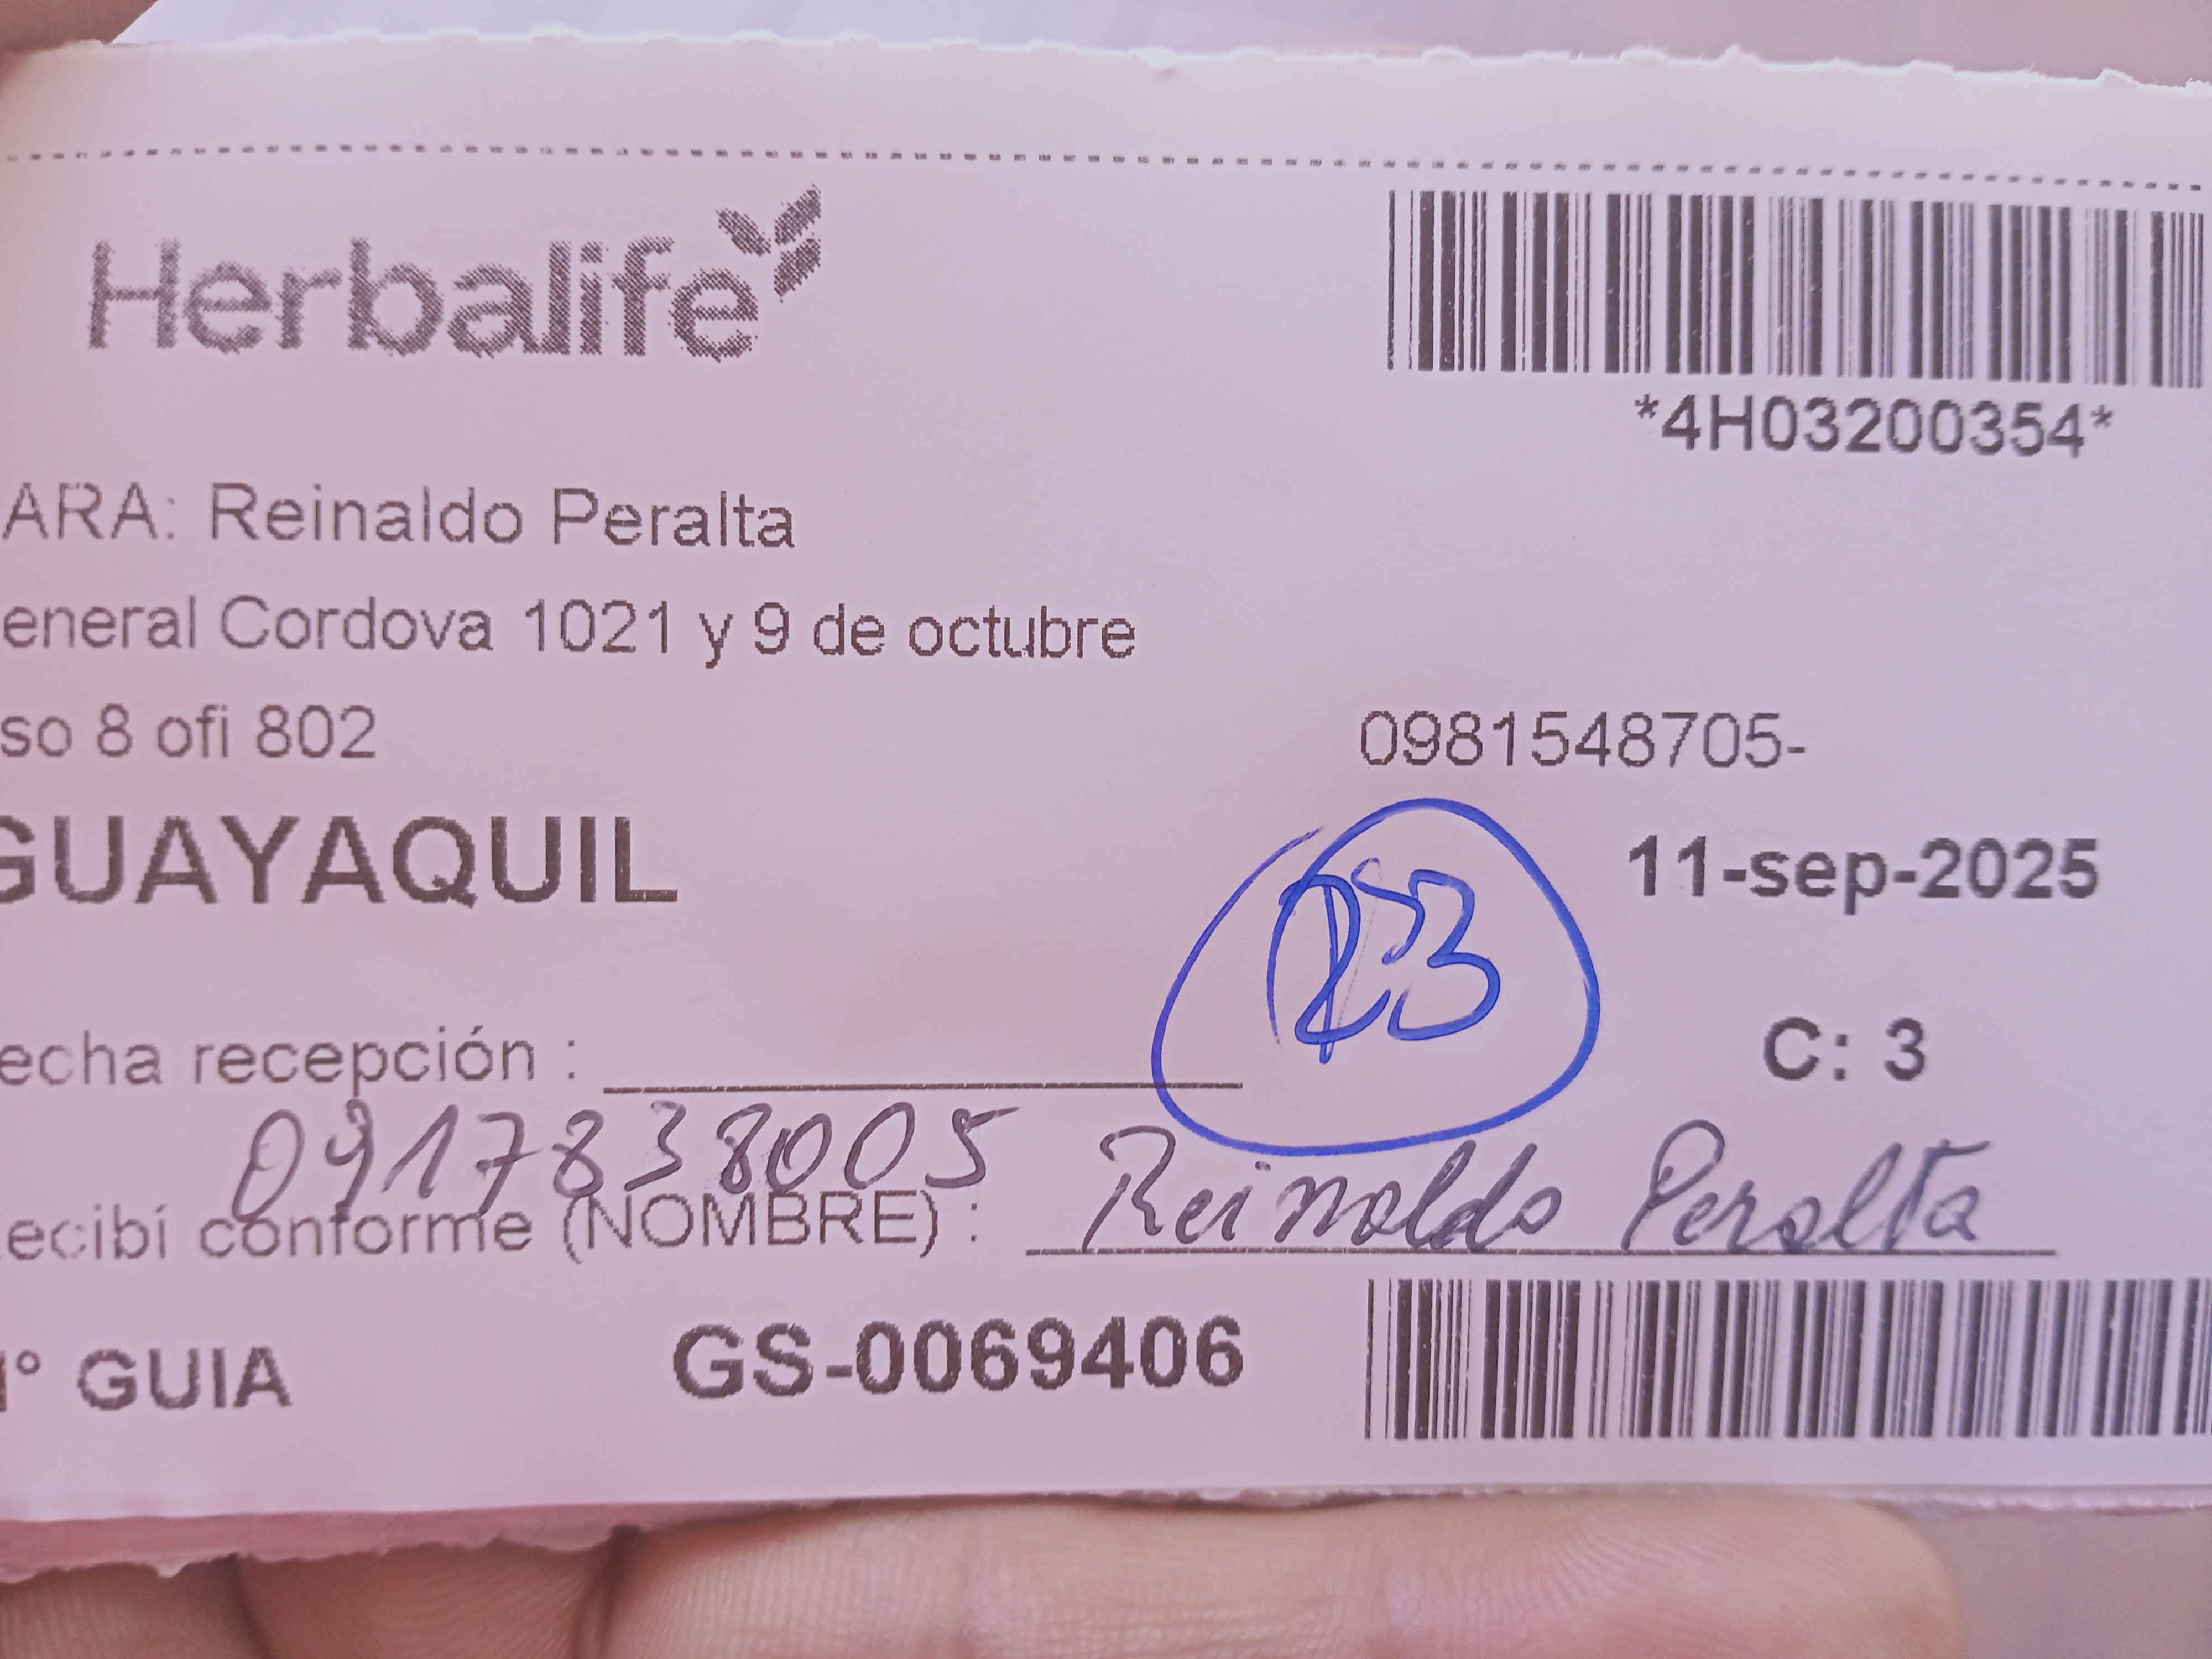 Herbalife
*4H03200354*
ARA: Reinaldo Peralta
eneral Cordova 1021 y 9 de octubre
so 8 ofi 802
0981548705-
GUAYAQUIL
11-sep-2025
C: 3
echa recepción :
0917838005
ecibí conforme (NOMBRE) : Reinaldo Peralta
N° GUIA GS-0069406